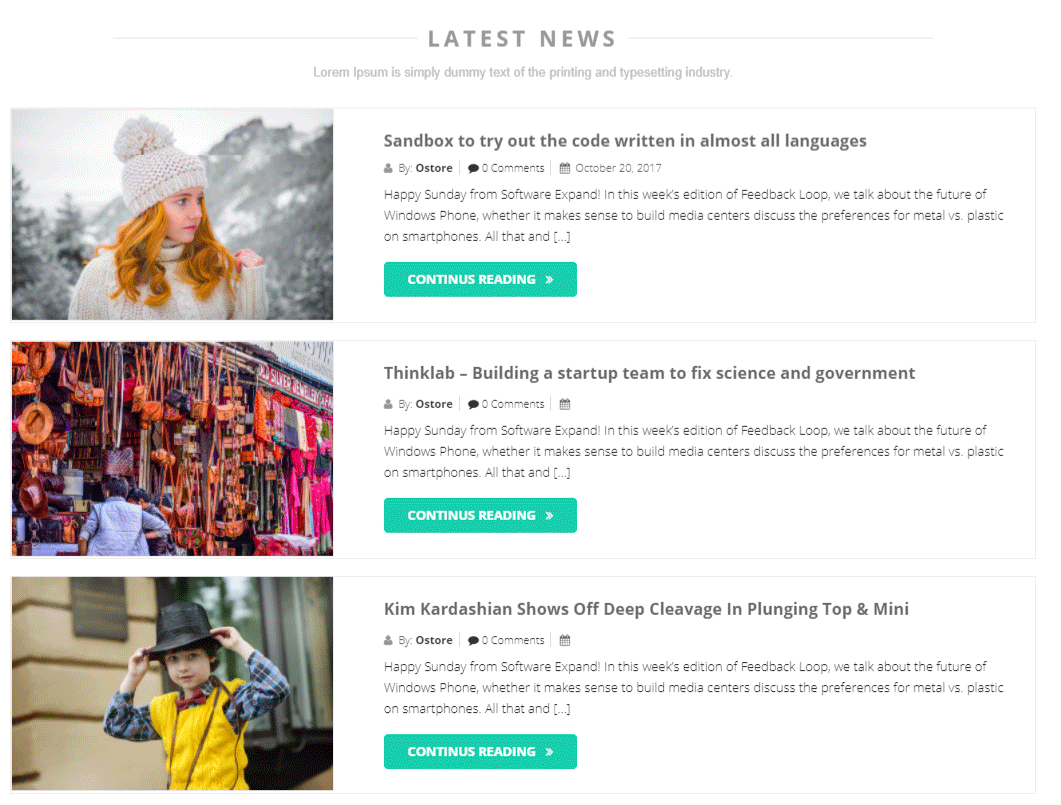 LATEST NEWS
Lorem Ipsum is simply dummy text of the printing and typesetting industry.
Sandbox to try out the code written in almost all languages
By: Ostore 0 Comments October 20, 2017
Happy Sunday from Software Expand! In this week's edition of Feedback Loop, we talk about the future of
Windows Phone, whether it makes sense to build media centers discuss the preferences for metal vs. plastic
on smartphones. All that and [...]
CONTINUS READING »
Thinklab – Building a startup team to fix science and government
By: Ostore 0 Comments
Happy Sunday from Software Expand! In this week's edition of Feedback Loop, we talk about the future of
Windows Phone, whether it makes sense to build media centers discuss the preferences for metal vs. plastic
on smartphones. All that and [...]
CONTINUS READING »
SILVER JEWELLERY
Kim Kardashian Shows Off Deep Cleavage In Plunging Top & Mini
By: Ostore 0 Comments
Happy Sunday from Software Expand! In this week's edition of Feedback Loop, we talk about the future of
Windows Phone, whether it makes sense to build media centers discuss the preferences for metal vs. plastic
on smartphones. All that and [...]
CONTINUS READING »